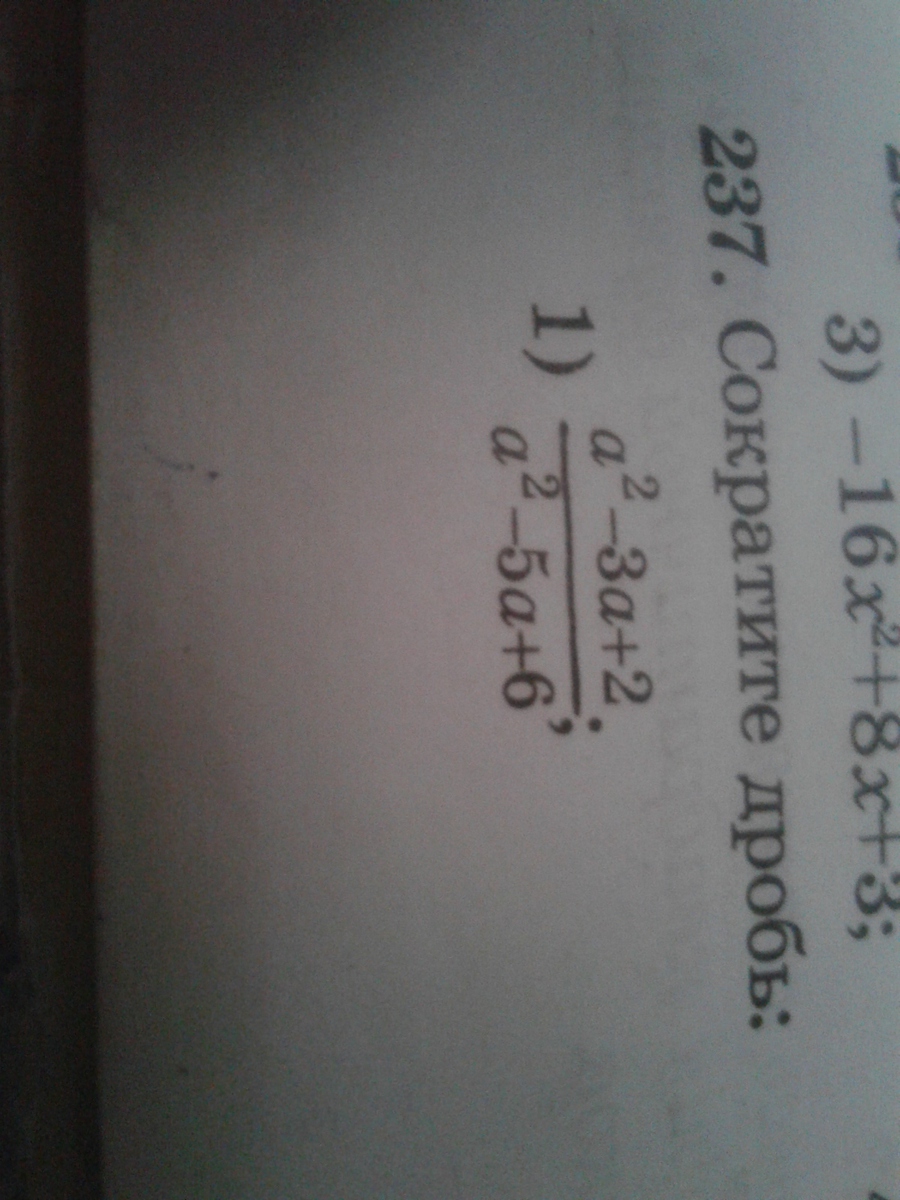 3) −16x²+8x+3;
237. Сократите дробь:
1) a²−3a+2
a²−5a+6;